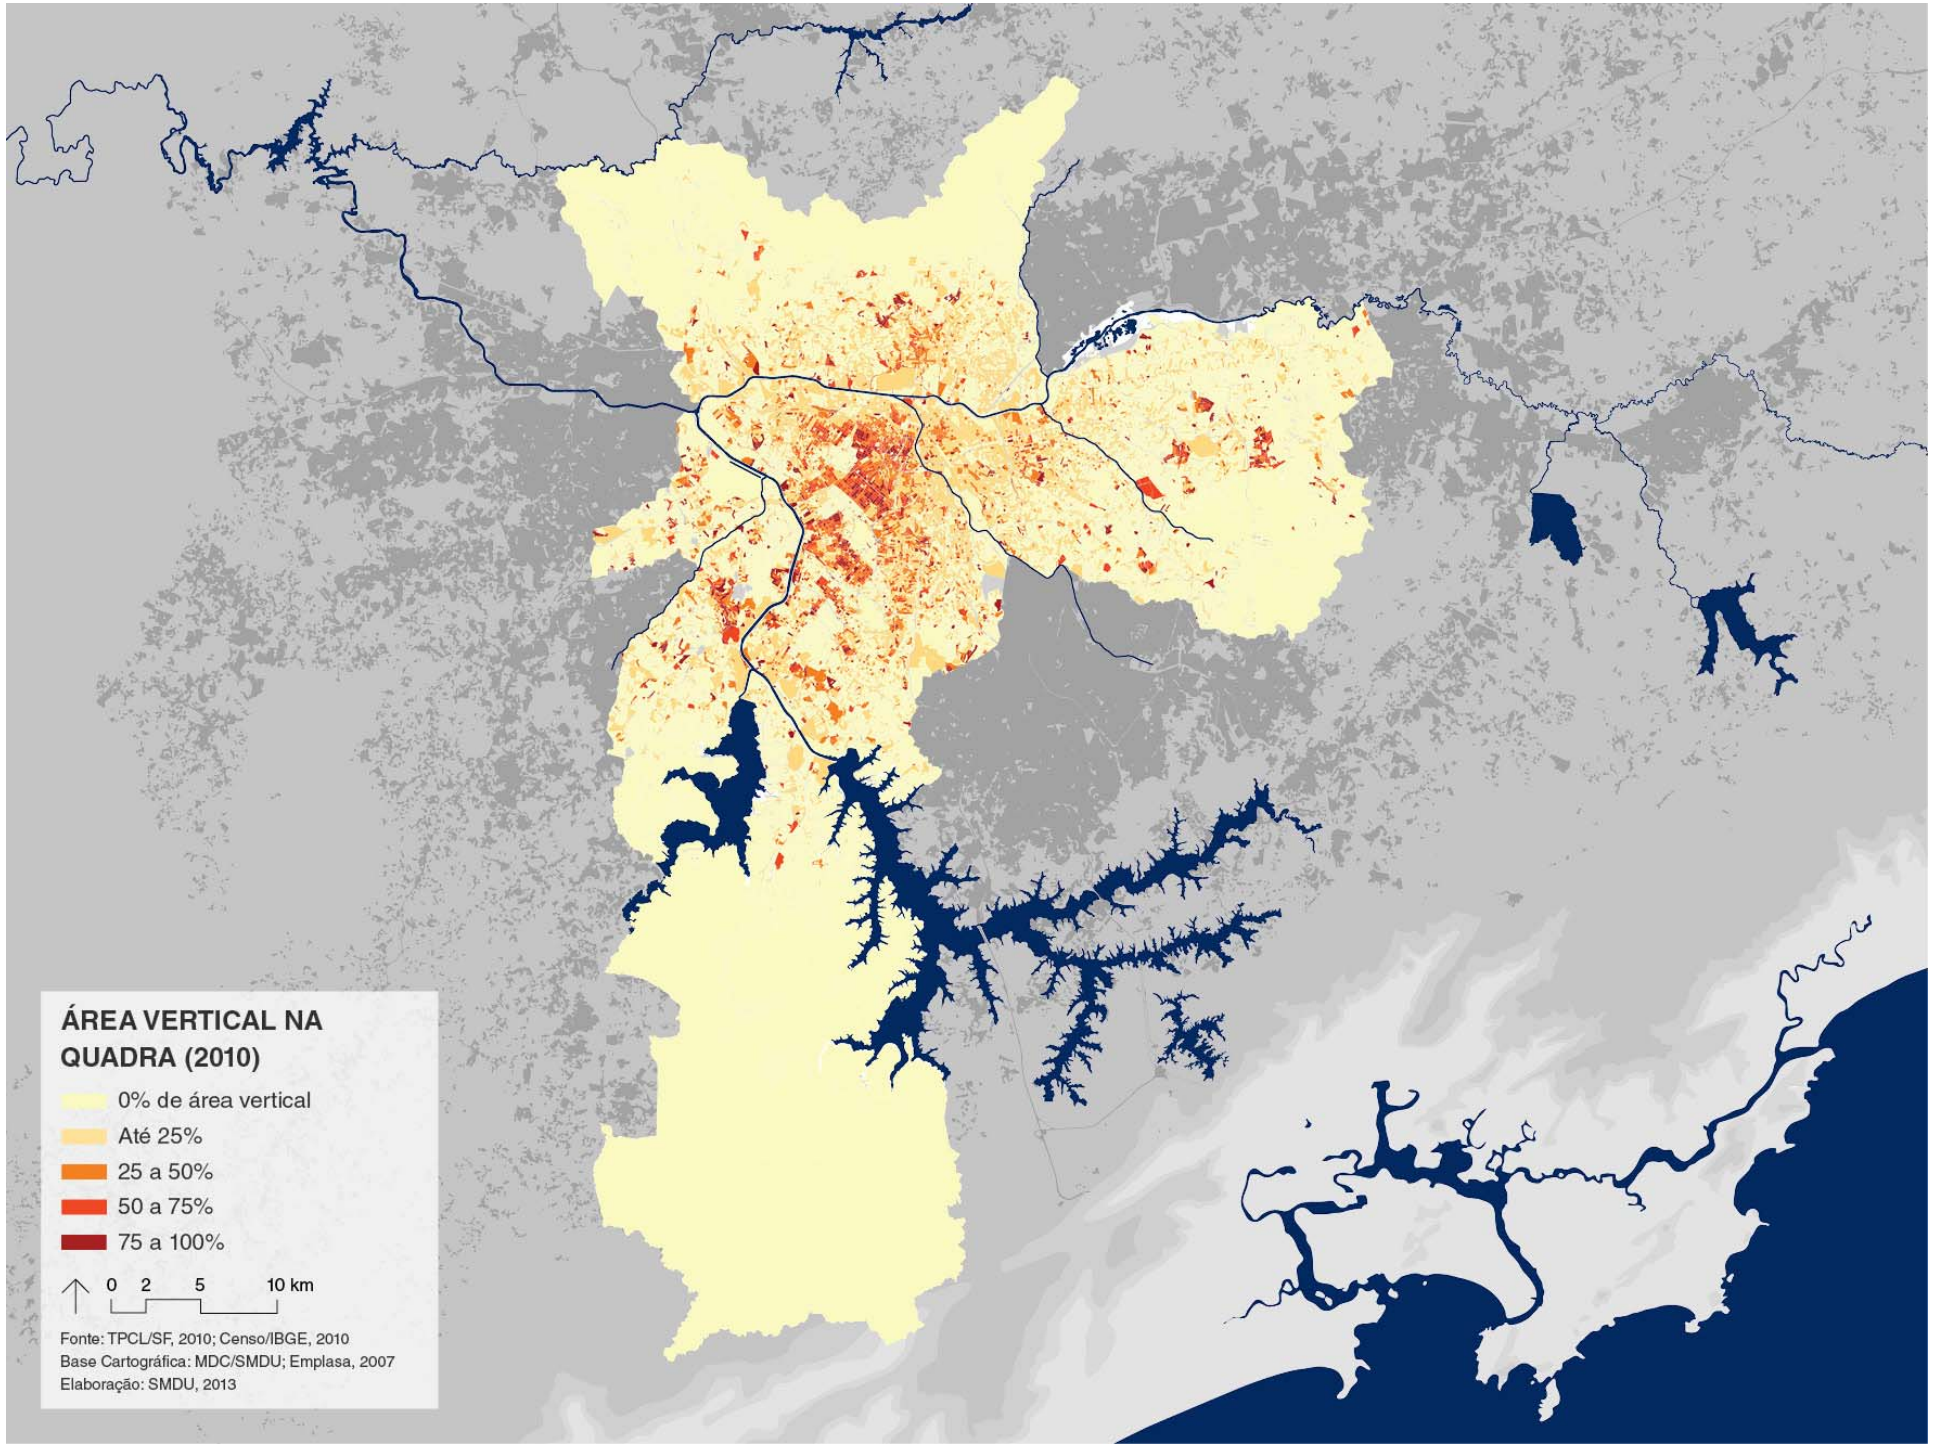 ÁREA VERTICAL NA
QUADRA (2010)
0% de área vertical
Até 25%
25 a 50%
50 a 75%
75 a 100%
0 2 5 10 km
Fonte: TPCL/SF, 2010; Censo/IBGE, 2010
Base Cartográfica: MDC/SMDU; Emplasa, 2007
Elaboração: SMDU, 2013